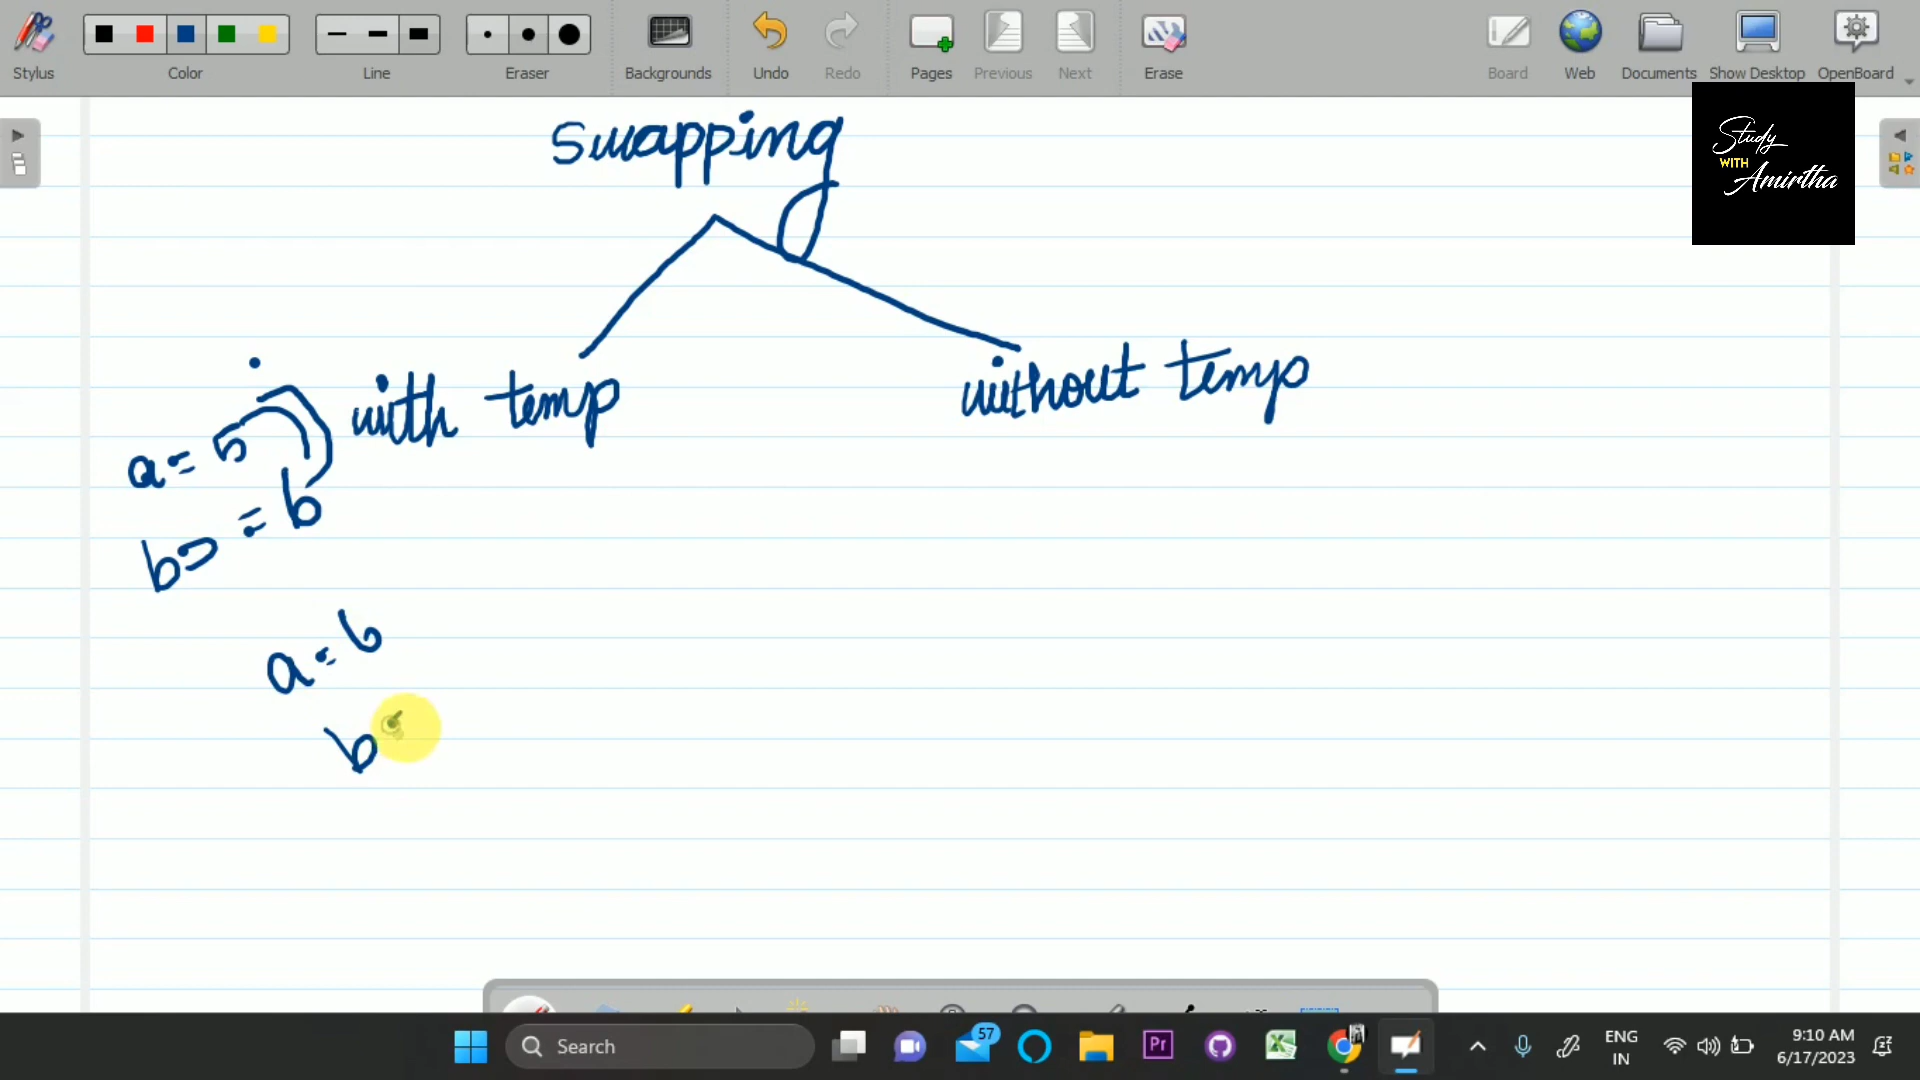 Stylus
Color
Line
Eraser
Backgrounds
Undo
Redo
Pages
Previous
Next
Erase
Board
Web
Documents
Show Desktop
OpenBoard
Study
WITH
Amirtha
Swapping
with temp
without temp
a = 5
b = 6
a = 6
b
Search
57
Pr
ENG
IN
9:10 AM
6/17/2023